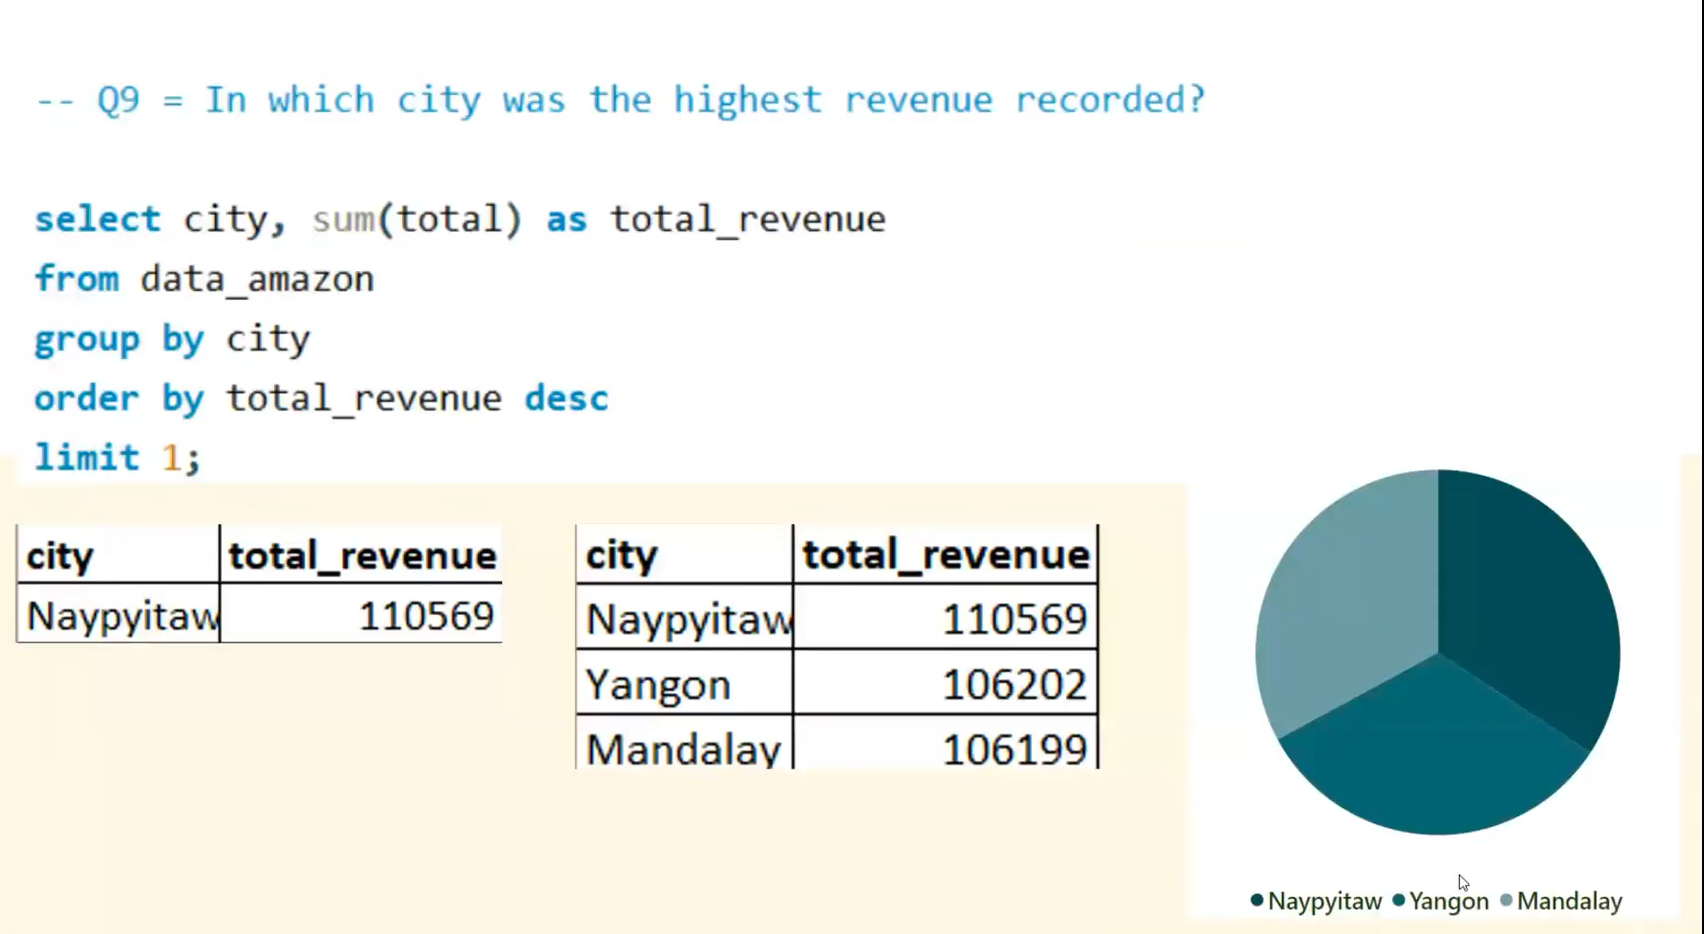 -- Q9 = In which city was the highest revenue recorded?
select city, sum(total) as total_revenue
from data_amazon
group by city
order by total_revenue desc
limit 1;
city total_revenue
Naypyitaw 110569
city total_revenue
Naypyitaw 110569
Yangon 106202
Mandalay 106199
Naypyitaw Yangon Mandalay